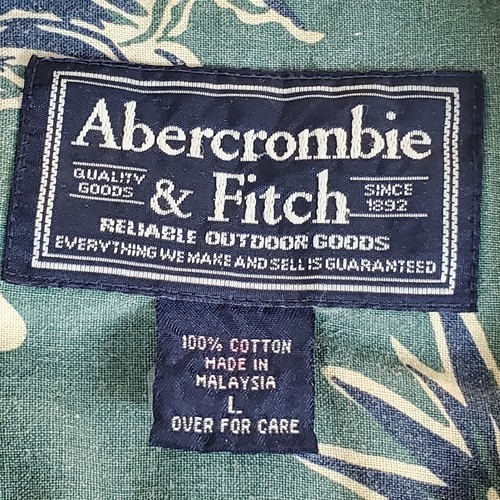 Abercrombie
QUALITY GOODS & Fitch SINCE 1892
RELIABLE OUTDOOR GOODS
EVERYTHING WE MAKE AND SELL IS GUARANTEED
100% COTTON
MADE IN
MALAYSIA
L
OVER FOR CARE